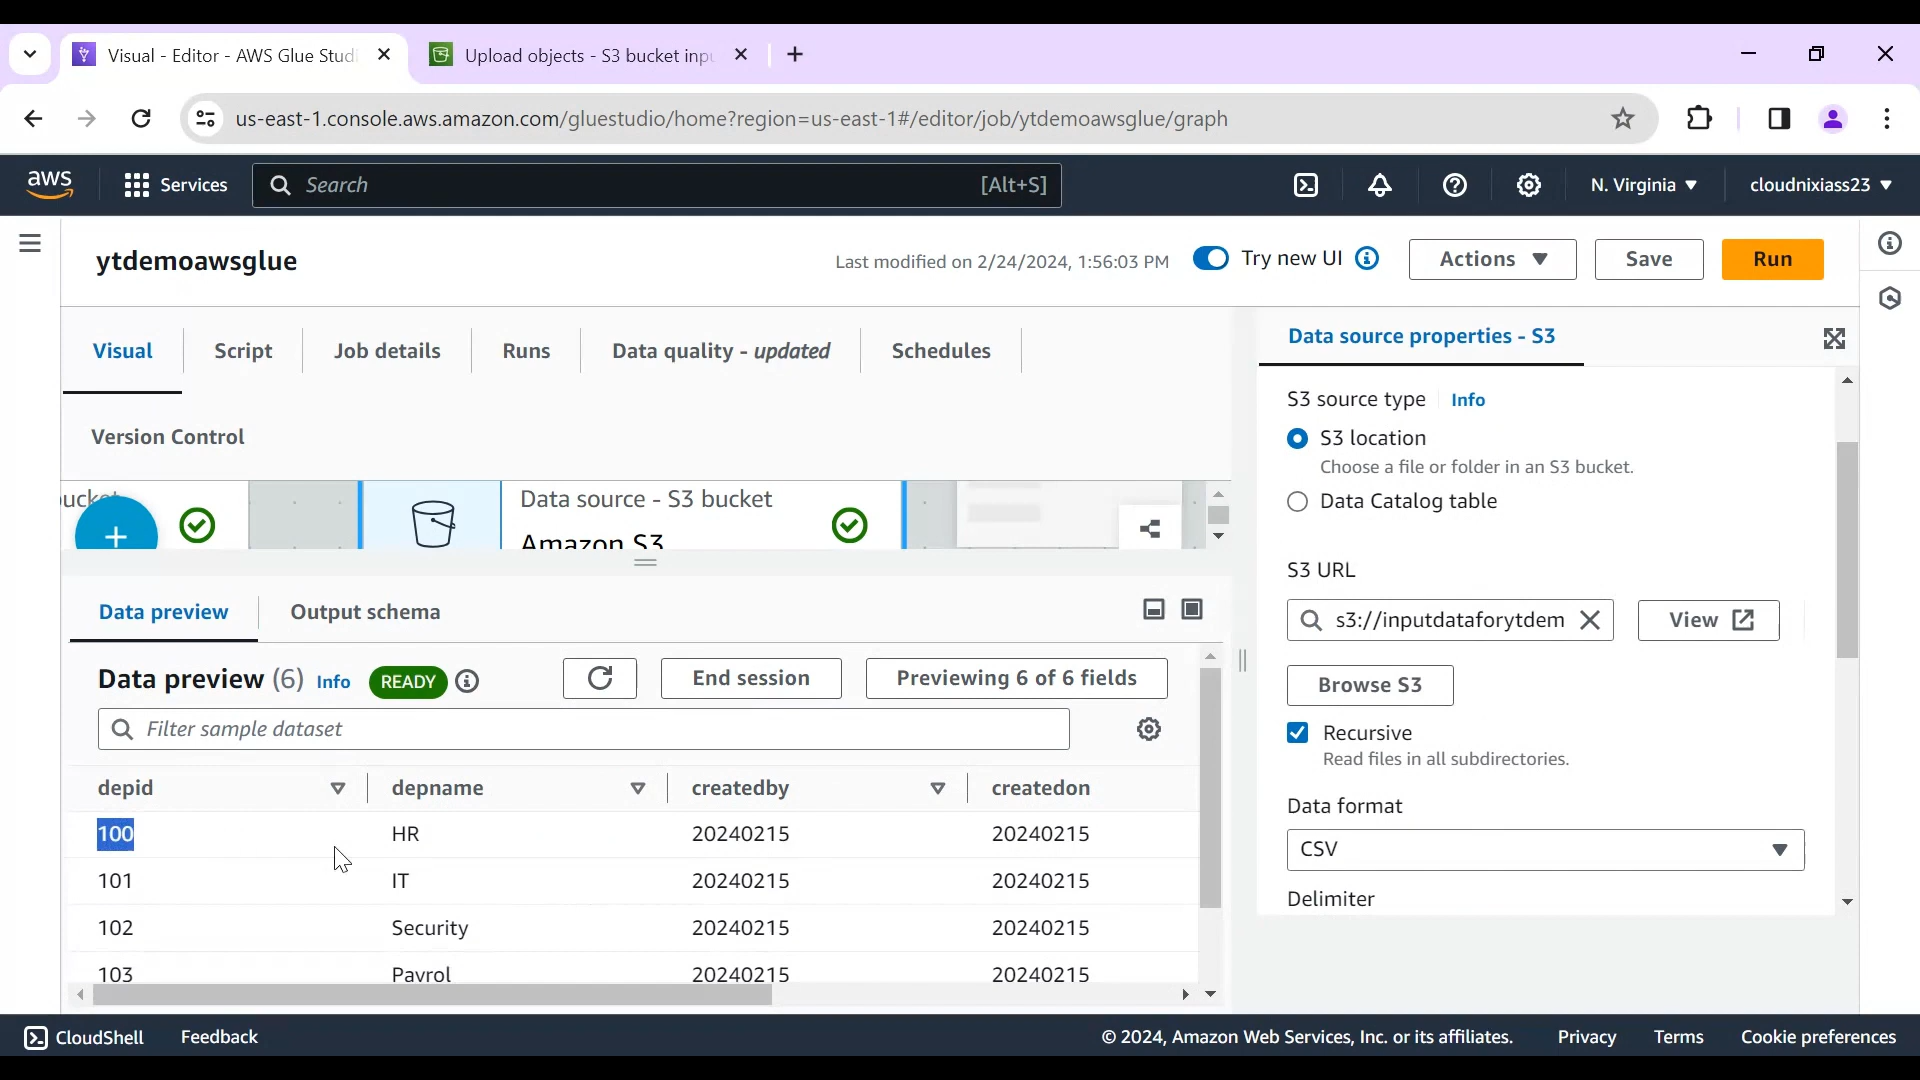 Visual - Editor - AWS Glue Studi
Upload objects - S3 bucket inpu
us-east-1.console.aws.amazon.com/gluestudio/home?region=us-east-1#/editor/job/ytdemoawsglue/graph
aws
Services
Search
[Alt+S]
N. Virginia
cloudnixiass23
ytdemoawsglue
Last modified on 2/24/2024, 1:56:03 PM
Try new UI
Actions
Save
Run
Visual
Script
Job details
Runs
Data quality - updated
Schedules
Version Control
Data source - S3 bucket
Amazon S3
Data preview
Output schema
Data preview (6) Info READY
End session
Previewing 6 of 6 fields
Filter sample dataset
depid depname createdby createdon
100 HR 20240215 20240215
101 IT 20240215 20240215
102 Security 20240215 20240215
103 Payrol 20240215 20240215
Data source properties - S3
S3 source type Info
S3 location
Choose a file or folder in an S3 bucket.
Data Catalog table
S3 URL
s3://inputdataforytdem
View
Browse S3
Recursive
Read files in all subdirectories.
Data format
CSV
Delimiter
CloudShell
Feedback
© 2024, Amazon Web Services, Inc. or its affiliates.
Privacy
Terms
Cookie preferences